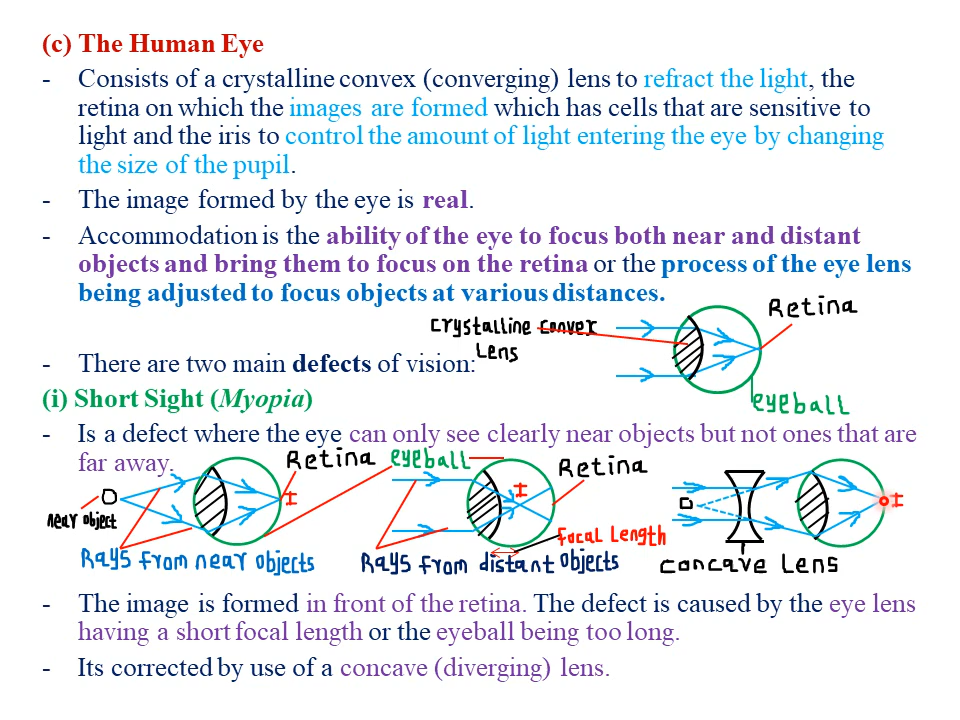 (c) The Human Eye
- Consists of a crystalline convex (converging) lens to refract the light, the
retina on which the images are formed which has cells that are sensitive to
light and the iris to control the amount of light entering the eye by changing
the size of the pupil.
- The image formed by the eye is real.
- Accommodation is the ability of the eye to focus both near and distant
objects and bring them to focus on the retina or the process of the eye lens
being adjusted to focus objects at various distances.
Retina
Crystalline convex
Lens
- There are two main defects of vision:
eyeball
(i) Short Sight (Myopia)
- Is a defect where the eye can only see clearly near objects but not ones that are
far away.
Retina
eyeball
Retina
O
I
I
O
I
near object
Focal Length
Rays from near objects
Rays from distant objects
concave Lens
- The image is formed in front of the retina. The defect is caused by the eye lens
having a short focal length or the eyeball being too long.
- Its corrected by use of a concave (diverging) lens.